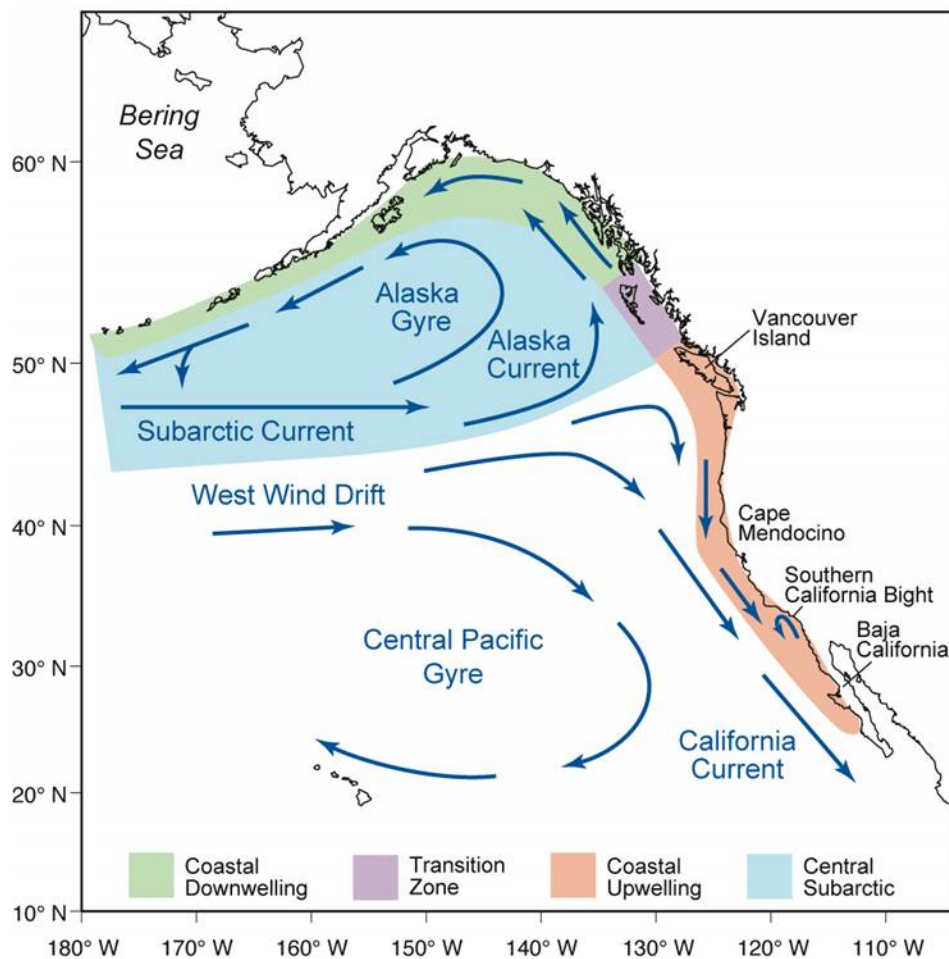 Bering
Sea
60° N
50° N
40° N
30° N
20° N
10° N
Alaska
Gyre
Alaska
Current
Vancouver
Island
Subarctic Current
West Wind Drift
Cape
Mendocino
Southern
California Bight
Baja
California
Central Pacific
Gyre
California
Current
Coastal
Downwelling
Transition
Zone
Coastal
Upwelling
Central
Subarctic
180° W 170° W 160° W 150° W 140° W 130° W 120° W 110° W